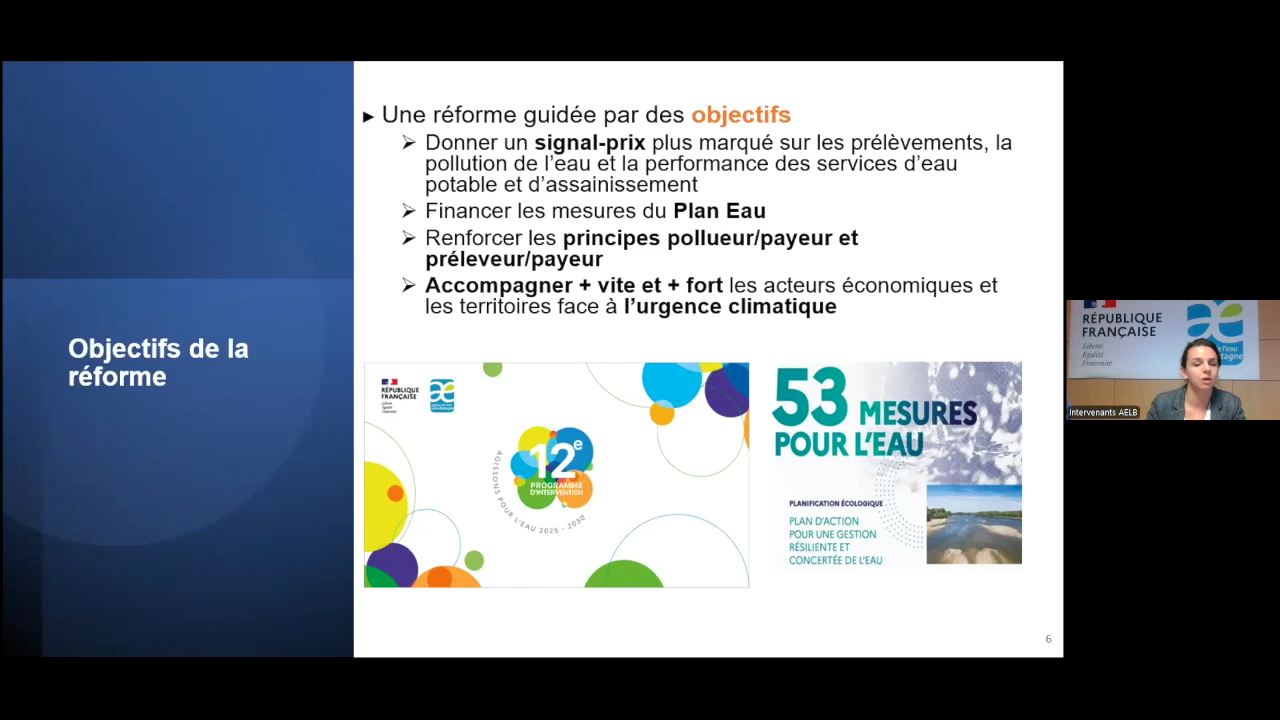 Objectifs de la
réforme
► Une réforme guidée par des objectifs
➢ Donner un signal-prix plus marqué sur les prélèvements, la
pollution de l’eau et la performance des services d’eau
potable et d’assainissement
➢ Financer les mesures du Plan Eau
➢ Renforcer les principes pollueur/payeur et
préleveur/payeur
➢ Accompagner + vite et + fort les acteurs économiques et
les territoires face à l’urgence climatique
RÉPUBLIQUE
FRANÇAISE
Liberté
Égalité
Fraternité
12e
PROGRAMME
D'INTERVENTION
AGISSONS POUR L'EAU 2025 - 2030
53 MESURES
POUR L'EAU
PLANIFICATION ÉCOLOGIQUE
PLAN D'ACTION
POUR UNE GESTION
RÉSILIENTE ET
CONCERTÉE DE L'EAU
6
RÉPUBLIQUE
FRANÇAISE
Liberté
Égalité
Fraternité
Intervenants AELB